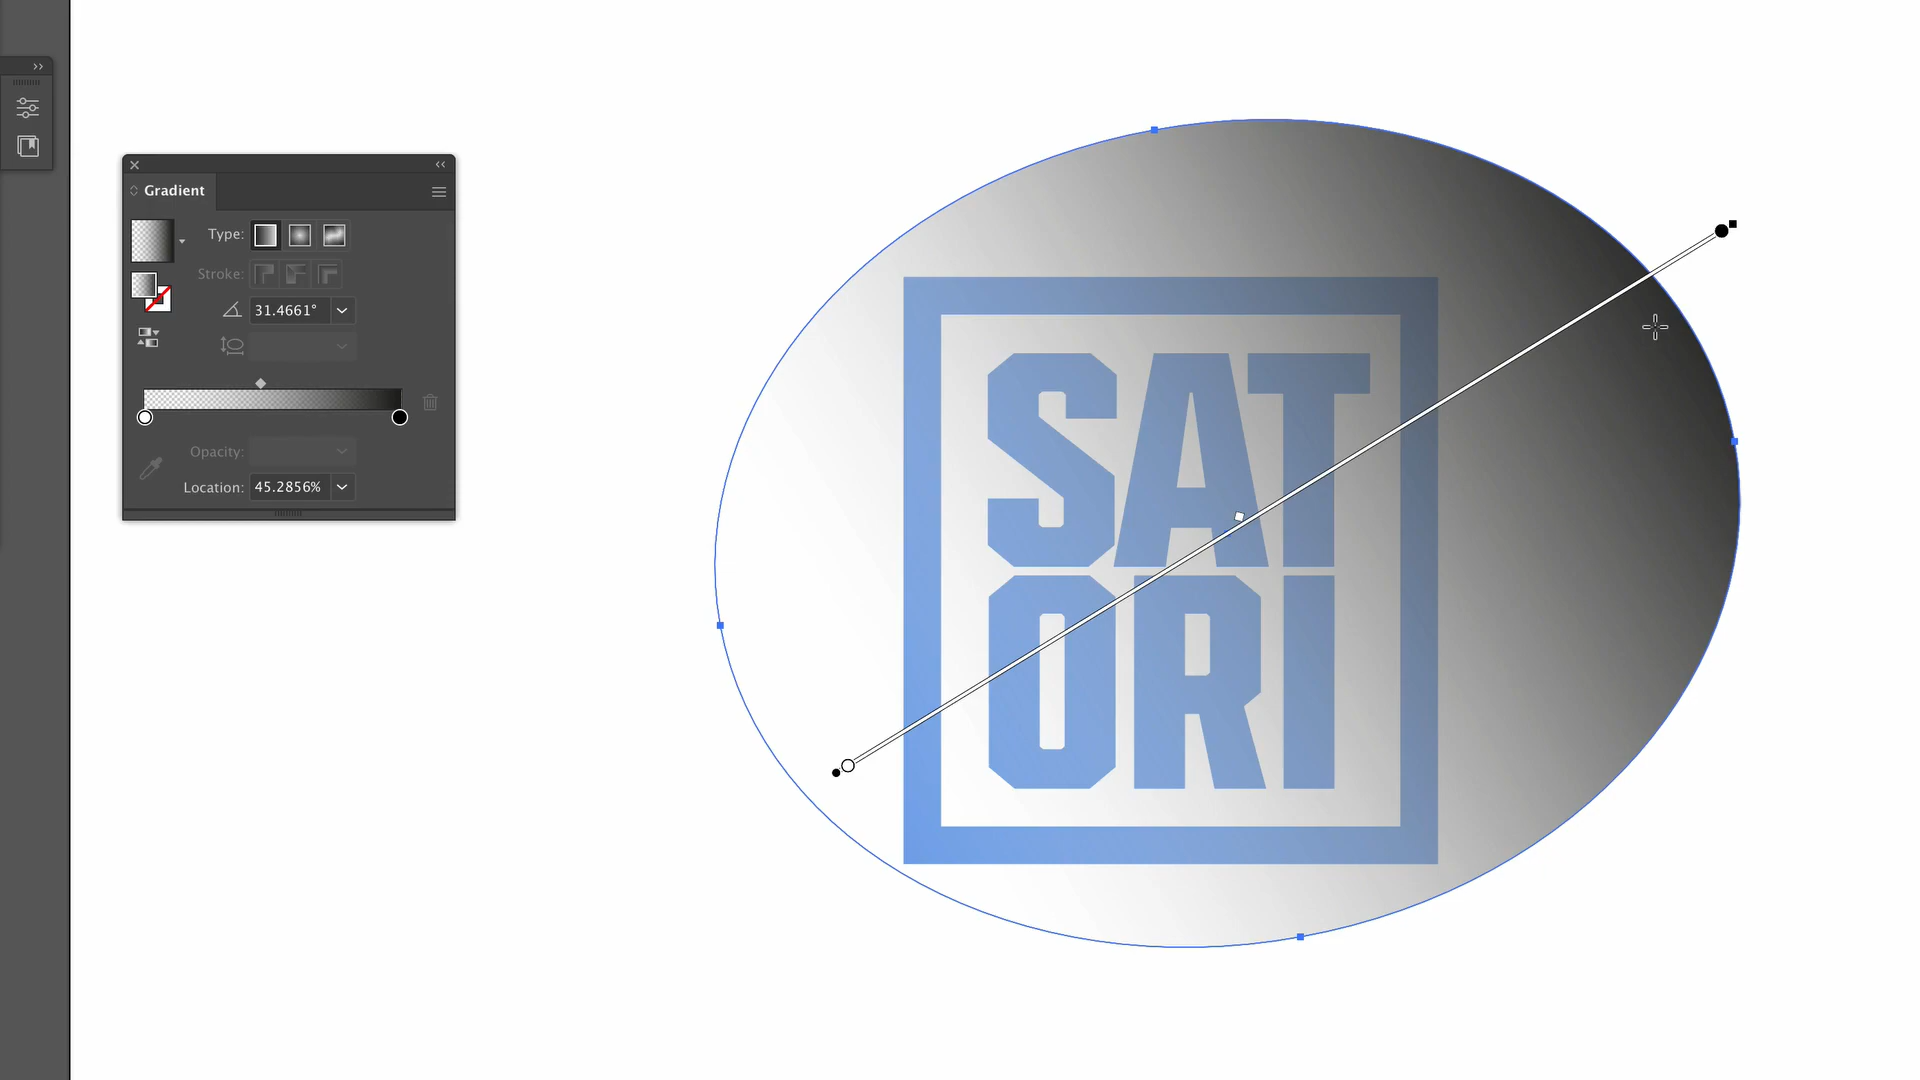 Gradient
Type:
Stroke:
31.4661°
Opacity:
Location: 45.2856%
SAT
ORI